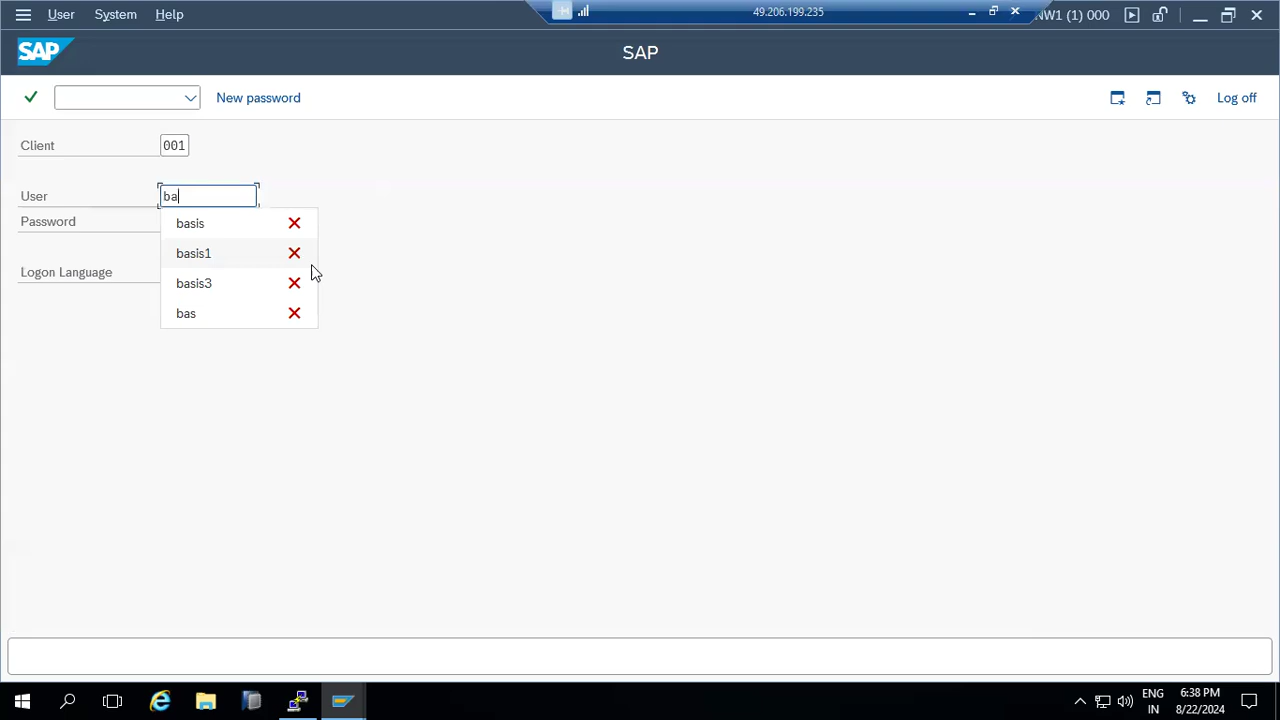 User System Help 49.206.199.235 NW1 (1) 000
SAP SAP
New password Log off
Client 001
User ba
Password basis
basis1
Logon Language basis3
bas
ENG 6:38 PM
IN 8/22/2024